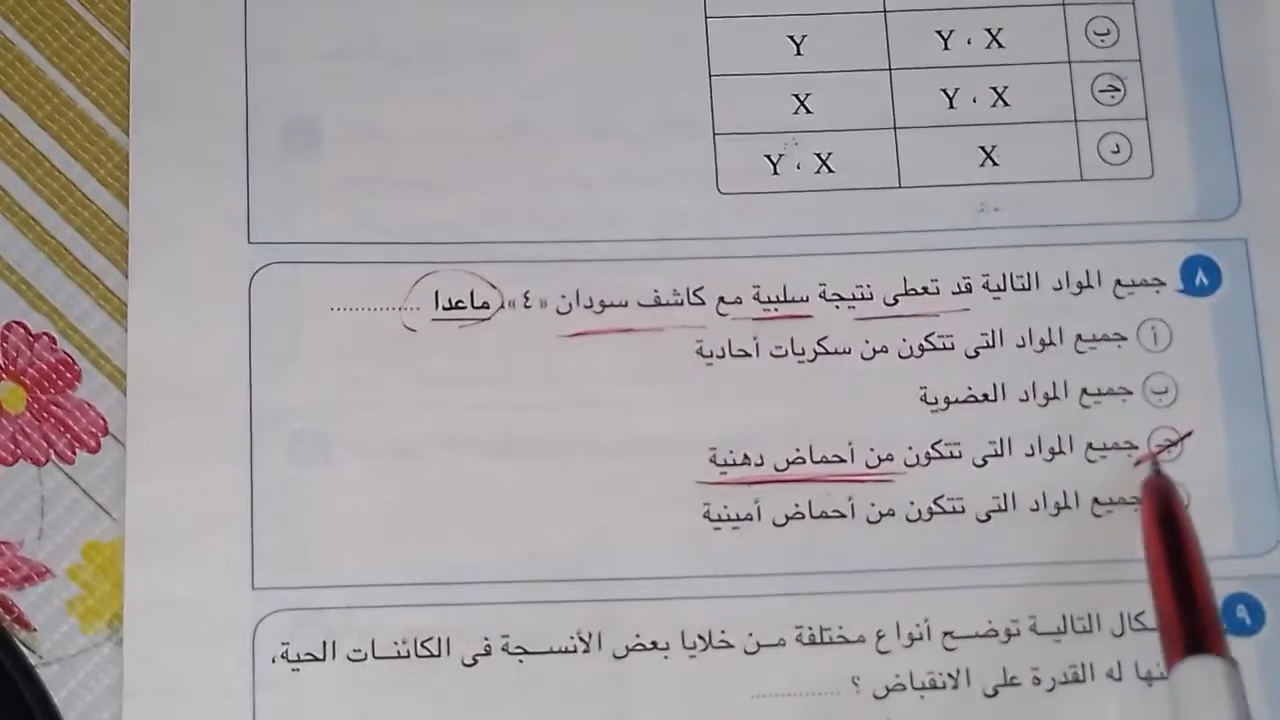 ب Y ، X Y
ج Y ، X X
د X Y ، X
٨ جميع المواد التالية قد تعطى نتيجة سلبية مع كاشف سودان «٤»، ماعدا ..............
أ جميع المواد التى تتكون من سكريات أحادية
ب جميع المواد العضوية
ج جميع المواد التى تتكون من أحماض دهنية
جميع المواد التى تتكون من أحماض أمينية
٩ التالية توضح أنواع مختلفة من خلايا بعض الأنسجة فى الكائنات الحية،
له القدرة على الانقباض ؟ ..............